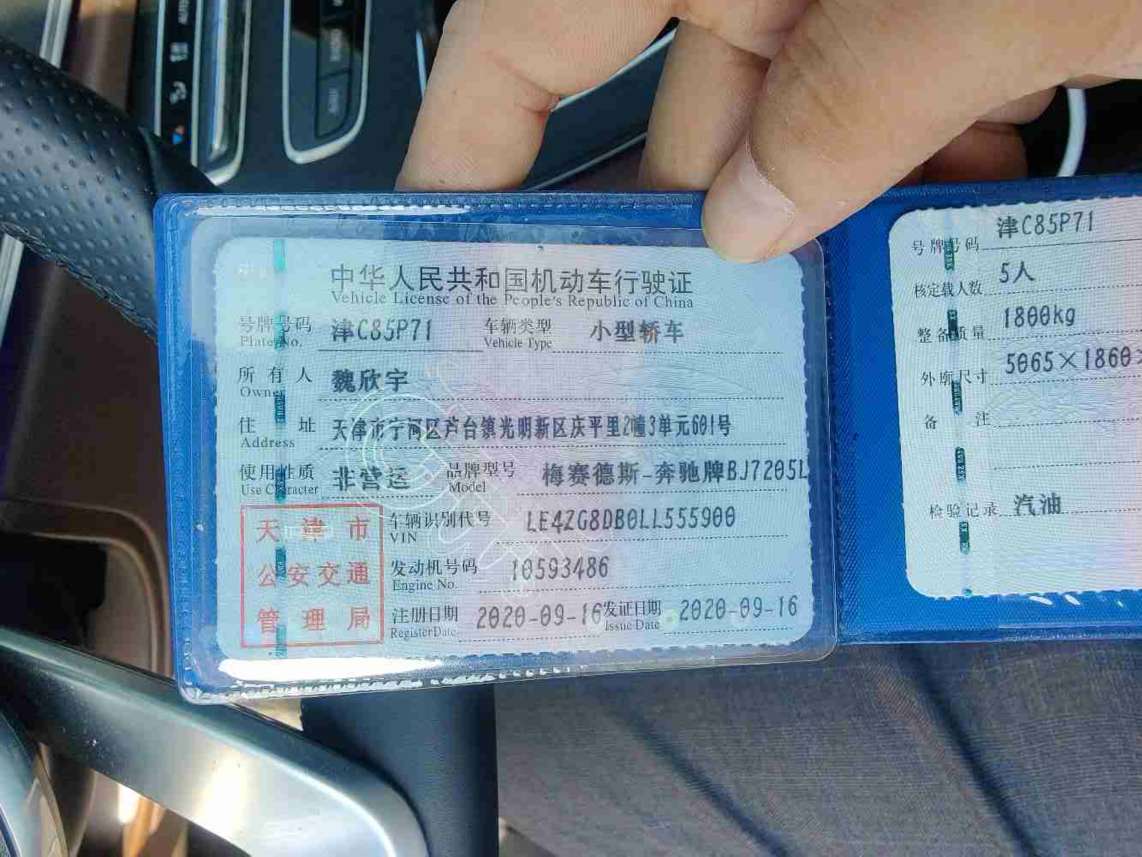 中华人民共和国机动车行驶证
Vehicle License of the People's Republic of China
号牌号码 津C85P71 车辆类型 小型轿车
Plate No. Vehicle Type
所有人 魏欣宇
Owner
住址 天津市宁河区芦台镇光明新区庆平里2幢3单元601号
Address
使用性质 非营运 品牌型号 梅赛德斯-奔驰牌BJ7205L
Use Character Model
天津市
公安交通
管理局
车辆识别代号 LE4ZG8DB0LL555900
VIN
发动机号码 10593486
Engine No.
注册日期 2020-09-16 发证日期 2020-09-16
Register Date Issue Date
号牌号码 津C85P71
核定载人数 5人
整备质量 1800kg
外廓尺寸 5065×1860×
备注
检验记录 汽油
AUTO